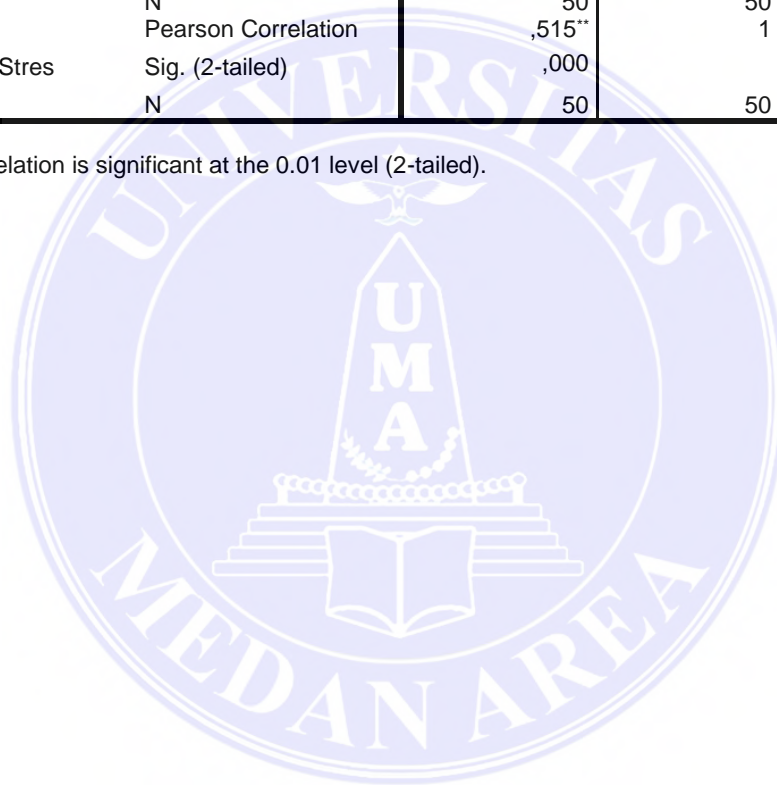 N 50 50
Pearson Correlation ,515** 1
Stres Sig. (2-tailed) ,000
N 50 50
elation is significant at the 0.01 level (2-tailed).
UNIVERSITAS
U
M
A
MEDAN AREA